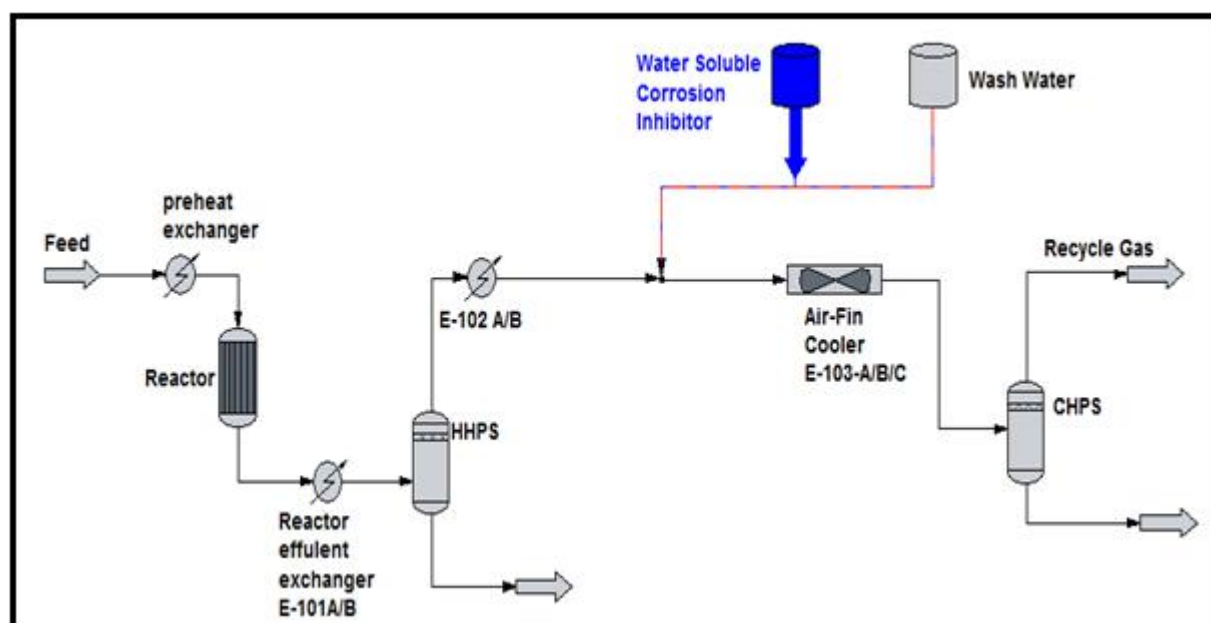 Water Soluble
Corrosion
Inhibitor
Wash Water
preheat
exchanger
Feed
Recycle Gas
E-102 A/B
Air-Fin
Cooler
E-103-A/B/C
Reactor
HHPS
CHPS
Reactor
effulent
exchanger
E-101A/B